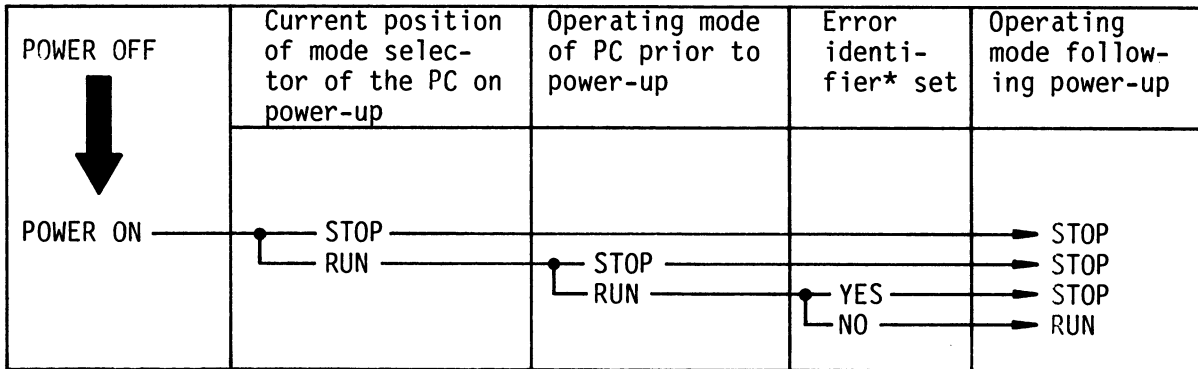 POWER OFF
Current position
of mode selec-
tor of the PC on
power-up
Operating mode
of PC prior to
power-up
Error
identi-
fier* set
Operating
mode follow-
ing power-up
POWER ON
STOP
STOP
RUN
STOP
STOP
RUN
YES
STOP
NO
RUN